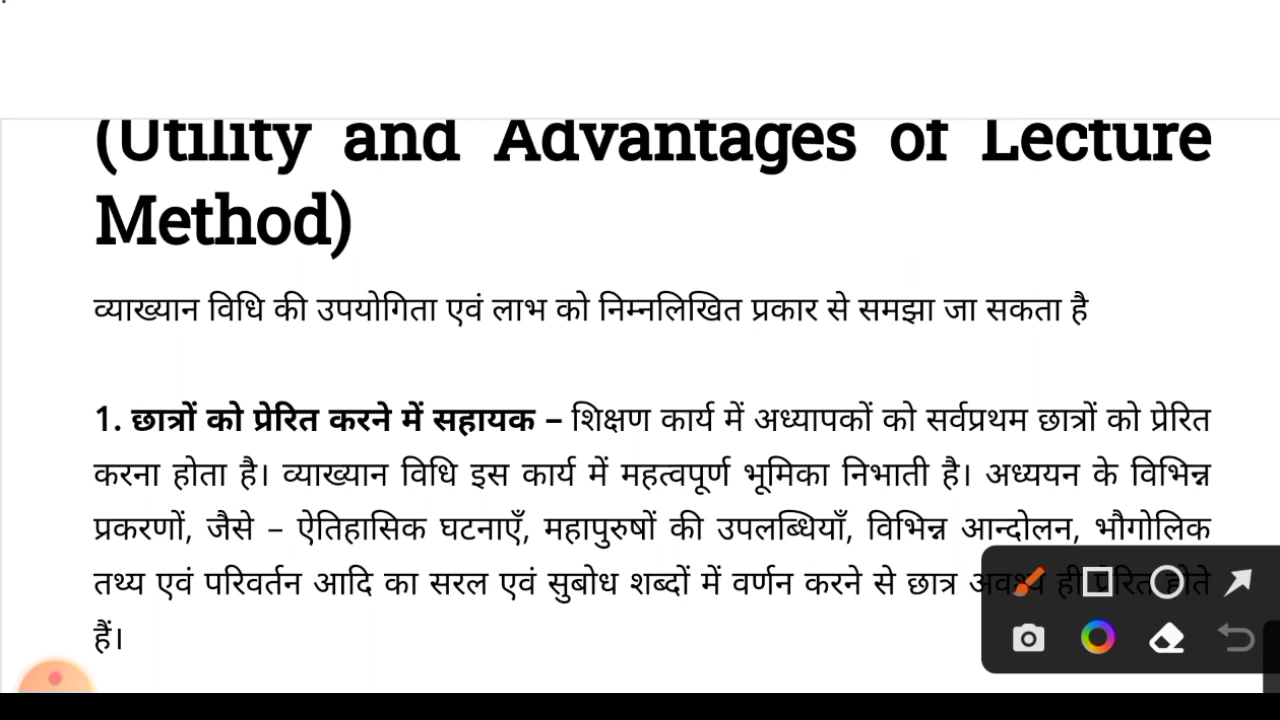 (Utility and Advantages of Lecture
Method)
व्याख्यान विधि की उपयोगिता एवं लाभ को निम्नलिखित प्रकार से समझा जा सकता है
1. छात्रों को प्रेरित करने में सहायक – शिक्षण कार्य में अध्यापकों को सर्वप्रथम छात्रों को प्रेरित
करना होता है। व्याख्यान विधि इस कार्य में महत्वपूर्ण भूमिका निभाती है। अध्ययन के विभिन्न
प्रकरणों, जैसे – ऐतिहासिक घटनाएँ, महापुरुषों की उपलब्धियाँ, विभिन्न आन्दोलन, भौगोलिक
तथ्य एवं परिवर्तन आदि का सरल एवं सुबोध शब्दों में वर्णन करने से छात्र अवश्य ही प्रेरित होते
हैं।